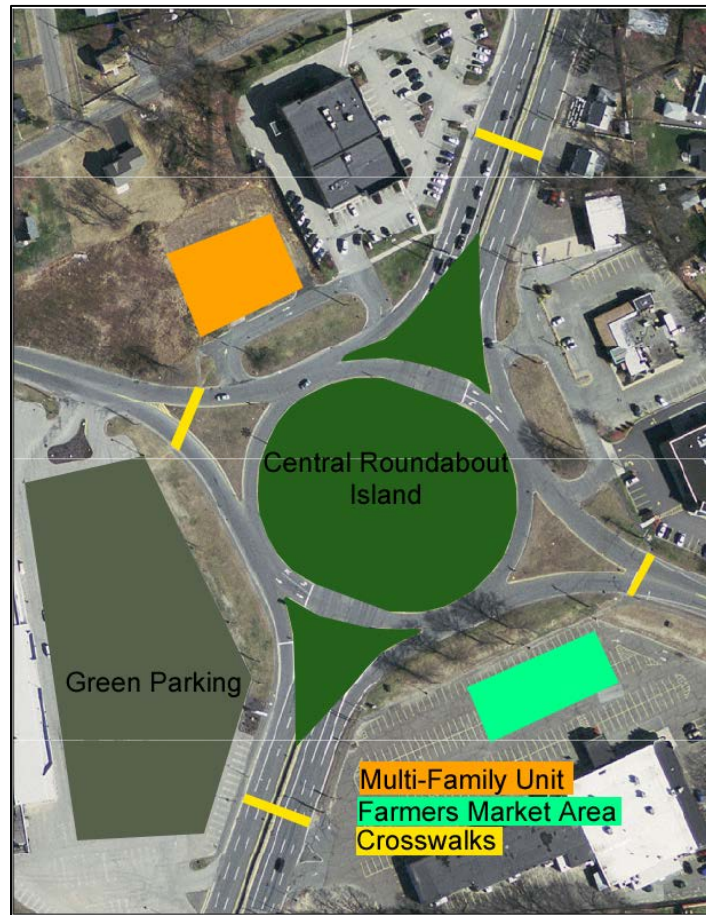 Central Roundabout
Island
Green Parking
Multi-Family Unit
Farmers Market Area
Crosswalks